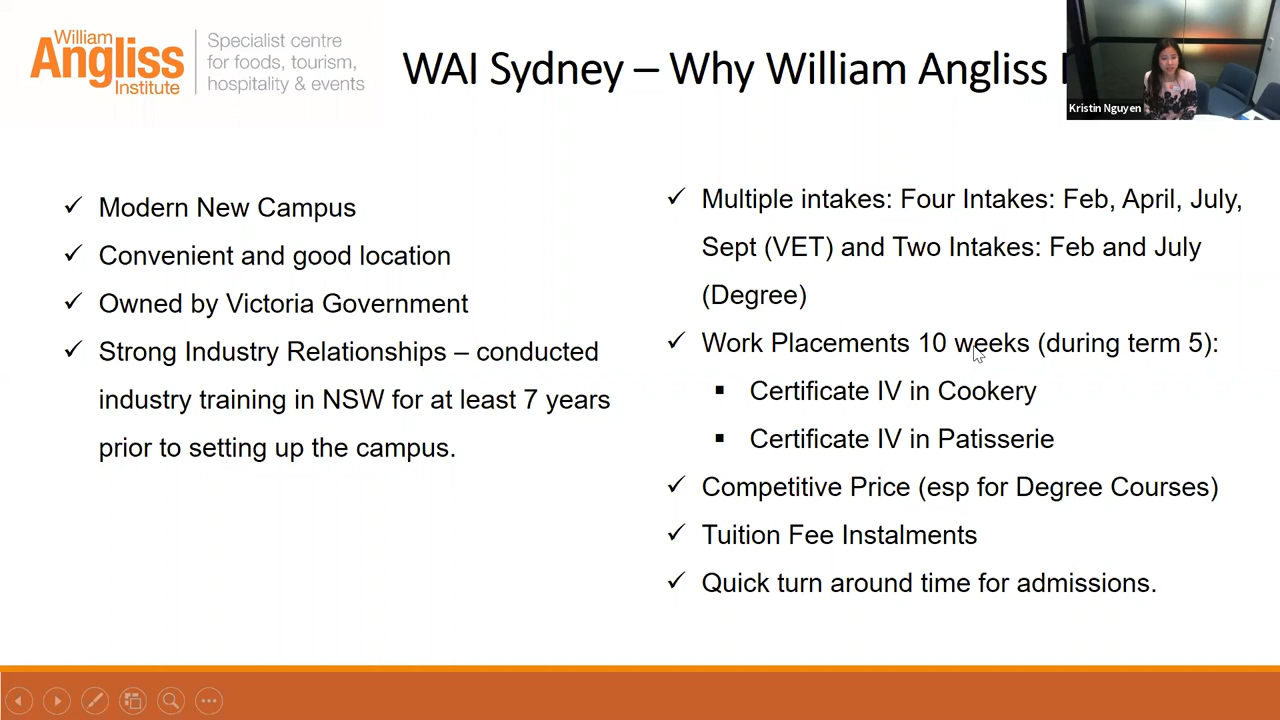 William
Angliss
Institute
Specialist centre
for foods, tourism,
hospitality & events
WAI Sydney – Why William Angliss
Kristin Nguyen
✓ Modern New Campus
✓ Convenient and good location
✓ Owned by Victoria Government
✓ Strong Industry Relationships – conducted
industry training in NSW for at least 7 years
prior to setting up the campus.
✓ Multiple intakes: Four Intakes: Feb, April, July,
Sept (VET) and Two Intakes: Feb and July
(Degree)
✓ Work Placements 10 weeks (during term 5):
▪ Certificate IV in Cookery
▪ Certificate IV in Patisserie
✓ Competitive Price (esp for Degree Courses)
✓ Tuition Fee Instalments
✓ Quick turn around time for admissions.